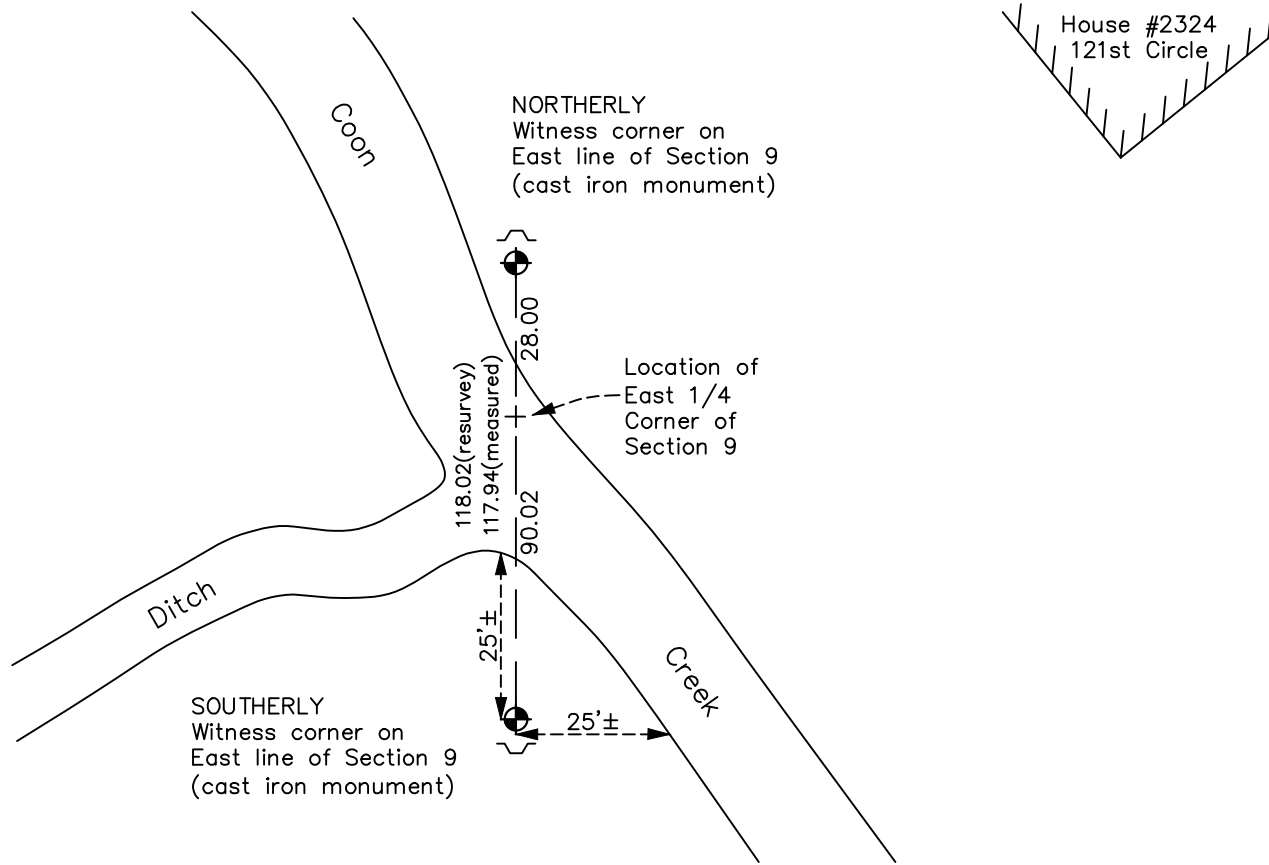 House #2324
121st Circle
Coon
NORTHERLY
Witness corner on
East line of Section 9
(cast iron monument)
28.00
118.02(resurvey)
117.94(measured)
Location of
East 1/4
Corner of
Section 9
90.02
Ditch
25'±
Creek
SOUTHERLY
Witness corner on
East line of Section 9
(cast iron monument)
25'±